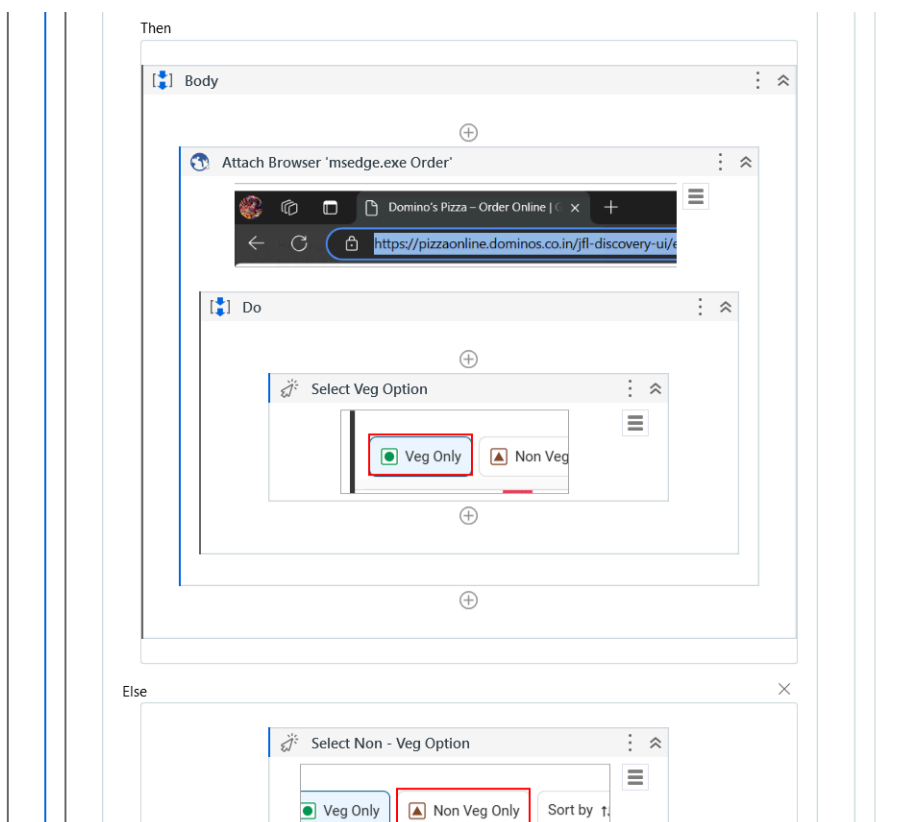 Then
Body
Attach Browser 'msedge.exe Order'
Domino's Pizza – Order Online |
https://pizzaonline.dominos.co.in/jfl-discovery-ui/e
Do
Select Veg Option
Veg Only Non Veg
Else
Select Non - Veg Option
Veg Only Non Veg Only Sort by